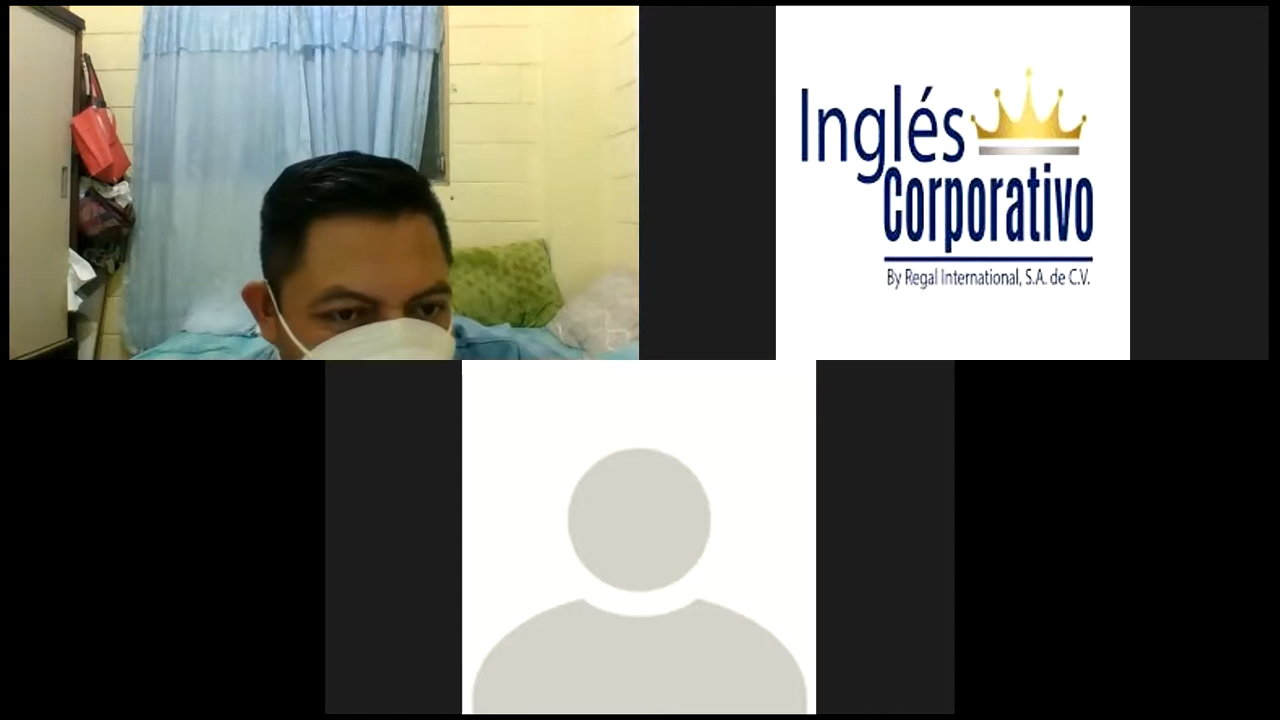 Inglés
Corporativo
By Regal International, S.A. de C.V.